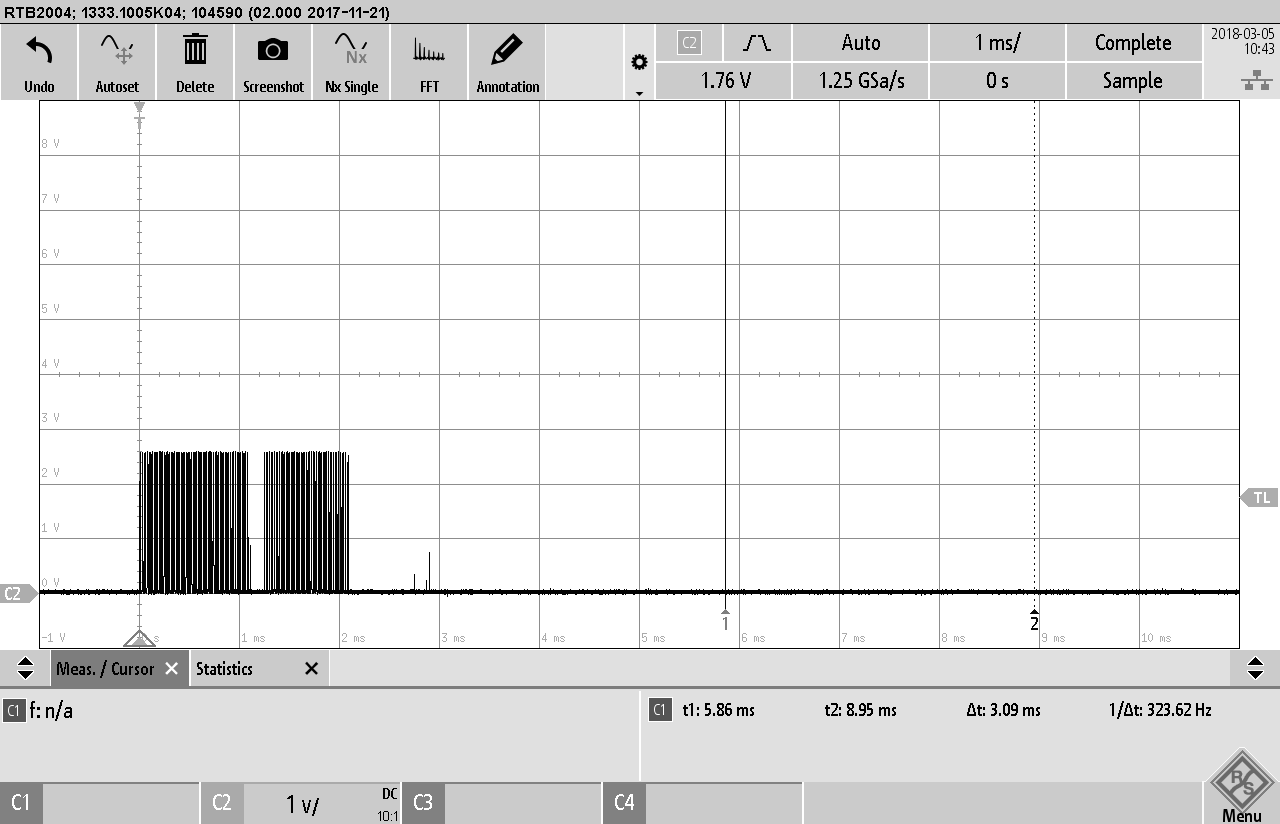 RTB2004; 1333.1005K04; 104590 (02.000 2017-11-21)
Undo
Autoset
Delete
Screenshot
Nx
Nx Single
FFT
Annotation
C2
Auto
1 ms/
Complete
2018-03-05
10:43
1.76 V
1.25 GSa/s
0 s
Sample
8 V
7 V
6 V
5 V
4 V
3 V
2 V
1 V
0 V
-1 V
TL
C2
s
1 ms
2 ms
3 ms
4 ms
5 ms
6 ms
7 ms
8 ms
9 ms
10 ms
1
2
Meas. / Cursor
Statistics
C1 f: n/a
C1 t1: 5.86 ms t2: 8.95 ms Δt: 3.09 ms 1/Δt: 323.62 Hz
C1
C2 1 V/ DC
10:1
C3
C4
R S
Menu